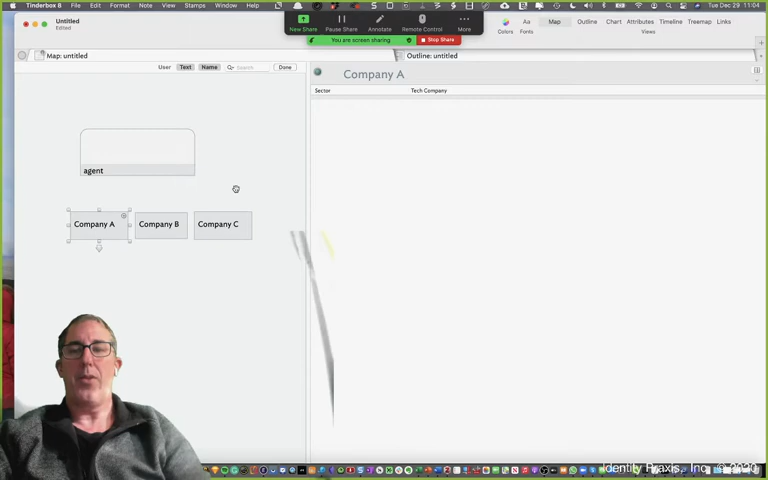 Tinderbox 8 File Edit Format Note View Stamps Window Help Tue Dec 29 11:04
Untitled
Edited
New Share Pause Share Annotate Remote Control More
You are screen sharing Stop Share
Colors Fonts Map Outline Chart Attributes Timeline Treemap Links
Views
Map: untitled Outline: untitled
User Text Name Search Done
Company A
Sector Tech Company
agent
Company A Company B Company C
Identity Praxis, Inc. © 2020